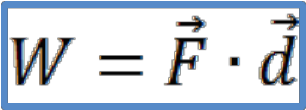 W = F⃗ · d⃗